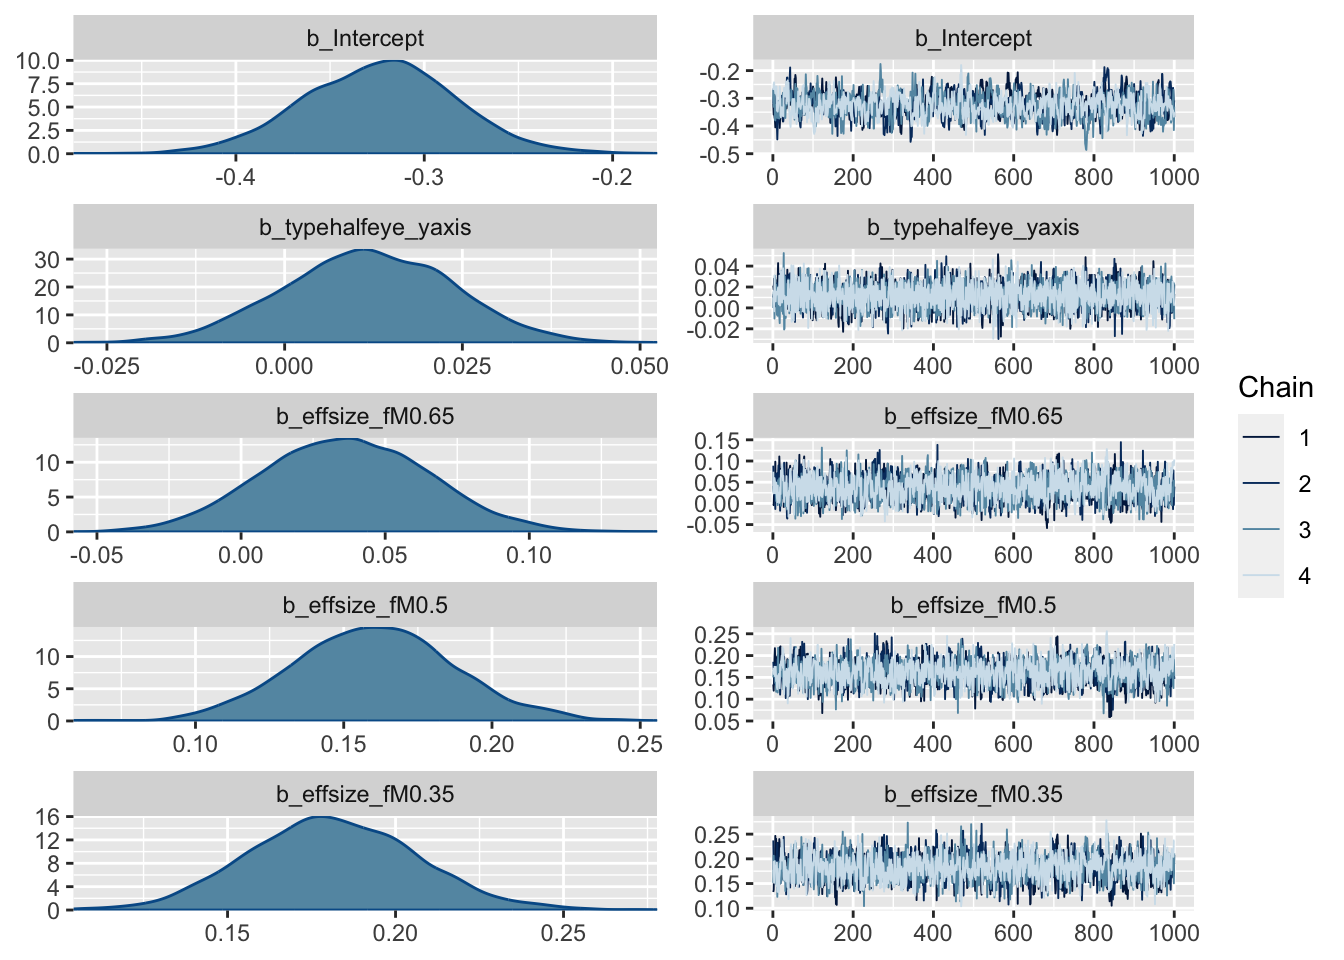 b_Intercept
10.0
7.5
5.0
2.5
0.0
-0.4 -0.3 -0.2
b_Intercept
-0.2
-0.3
-0.4
-0.5
0 200 400 600 800 1000
b_typehalfeye_yaxis
30
20
10
0
-0.025 0.000 0.025 0.050
b_typehalfeye_yaxis
0.04
0.02
0.00
-0.02
0 200 400 600 800 1000
b_effsize_fM0.65
10
5
0
-0.05 0.00 0.05 0.10
b_effsize_fM0.65
0.15
0.10
0.05
0.00
-0.05
0 200 400 600 800 1000
b_effsize_fM0.5
10
5
0
0.10 0.15 0.20 0.25
b_effsize_fM0.5
0.25
0.20
0.15
0.10
0.05
0 200 400 600 800 1000
b_effsize_fM0.35
16
12
8
4
0
0.15 0.20 0.25
b_effsize_fM0.35
0.25
0.20
0.15
0.10
0 200 400 600 800 1000
Chain
1
2
3
4